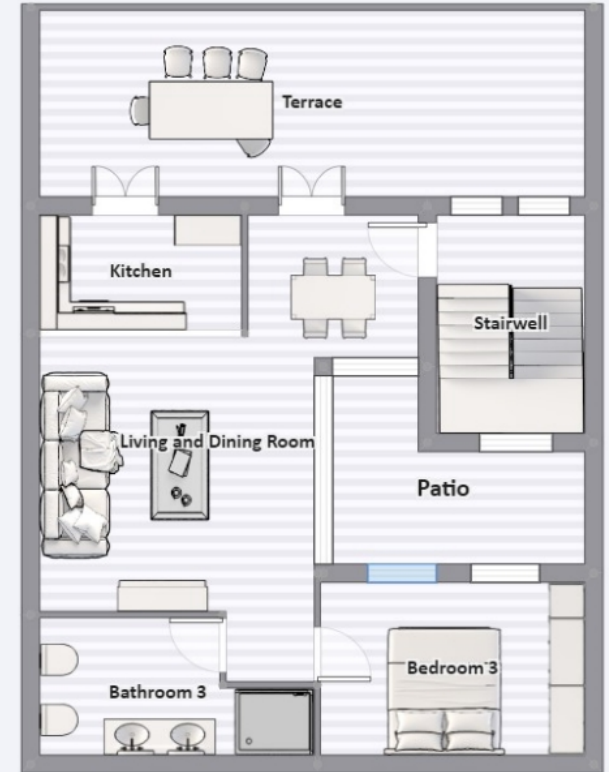 Terrace
Kitchen
Stairwell
Living and Dining Room
Patio
Bedroom 3
Bathroom 3